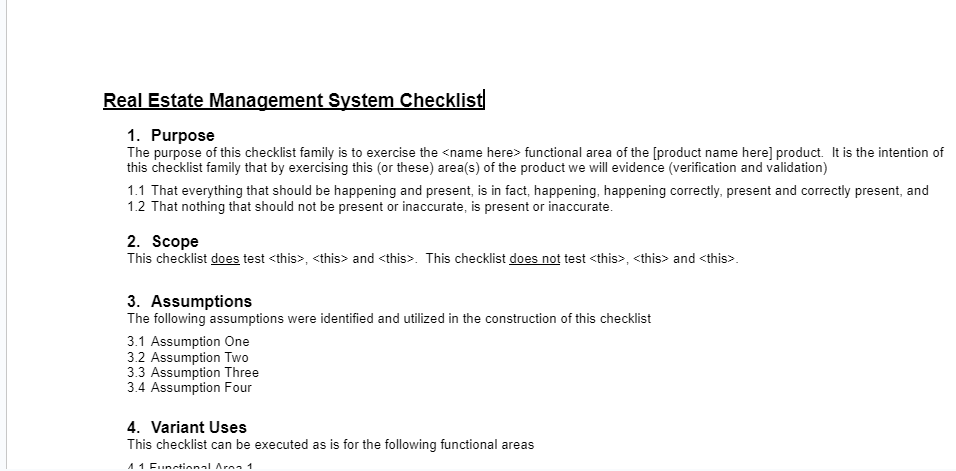 Real Estate Management System Checklist
1. Purpose
The purpose of this checklist family is to exercise the <name here> functional area of the [product name here] product.  It is the intention of
this checklist family that by exercising this (or these) area(s) of the product we will evidence (verification and validation)
1.1 That everything that should be happening and present, is in fact, happening, happening correctly, present and correctly present, and
1.2 That nothing that should not be present or inaccurate, is present or inaccurate.
2. Scope
This checklist does test <this>, <this> and <this>.  This checklist does not test <this>, <this> and <this>.
3. Assumptions
The following assumptions were identified and utilized in the construction of this checklist
3.1 Assumption One
3.2 Assumption Two
3.3 Assumption Three
3.4 Assumption Four
4. Variant Uses
This checklist can be executed as is for the following functional areas
4.1 Functional Area 1